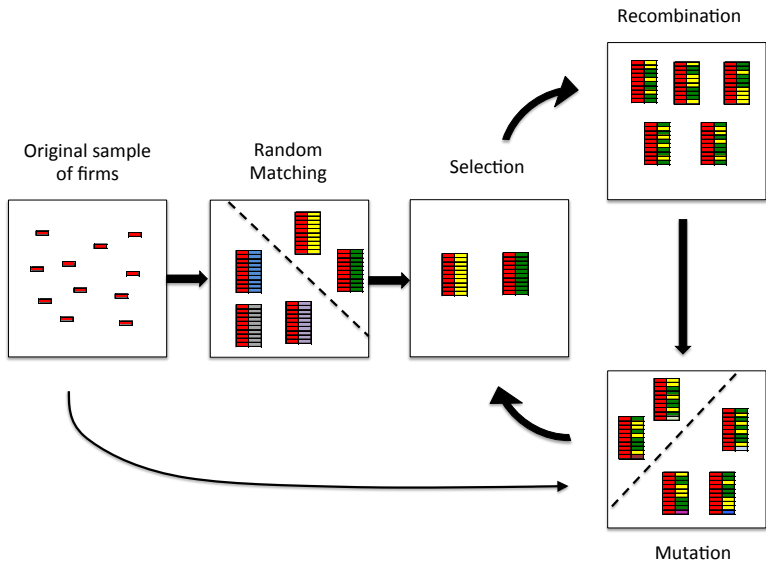 Recombination
Original sample
of firms
Random
Matching
Selection
Mutation